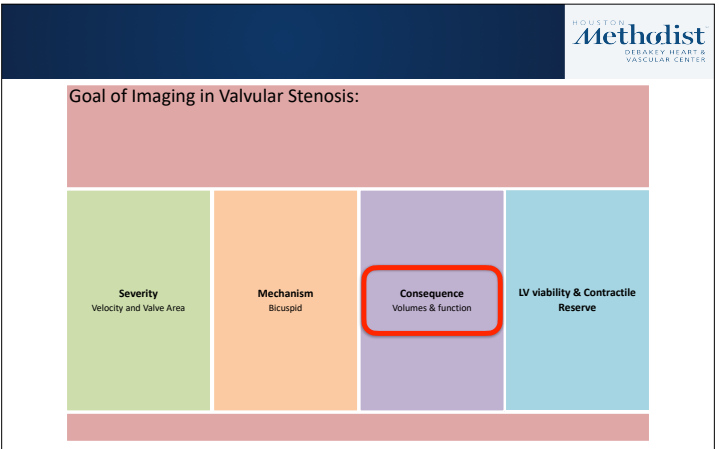 HOUSTON
Methodist
DEBAKEY HEART &
VASCULAR CENTER
Goal of Imaging in Valvular Stenosis:
Severity
Velocity and Valve Area
Mechanism
Bicuspid
Consequence
Volumes & function
LV viability & Contractile
Reserve